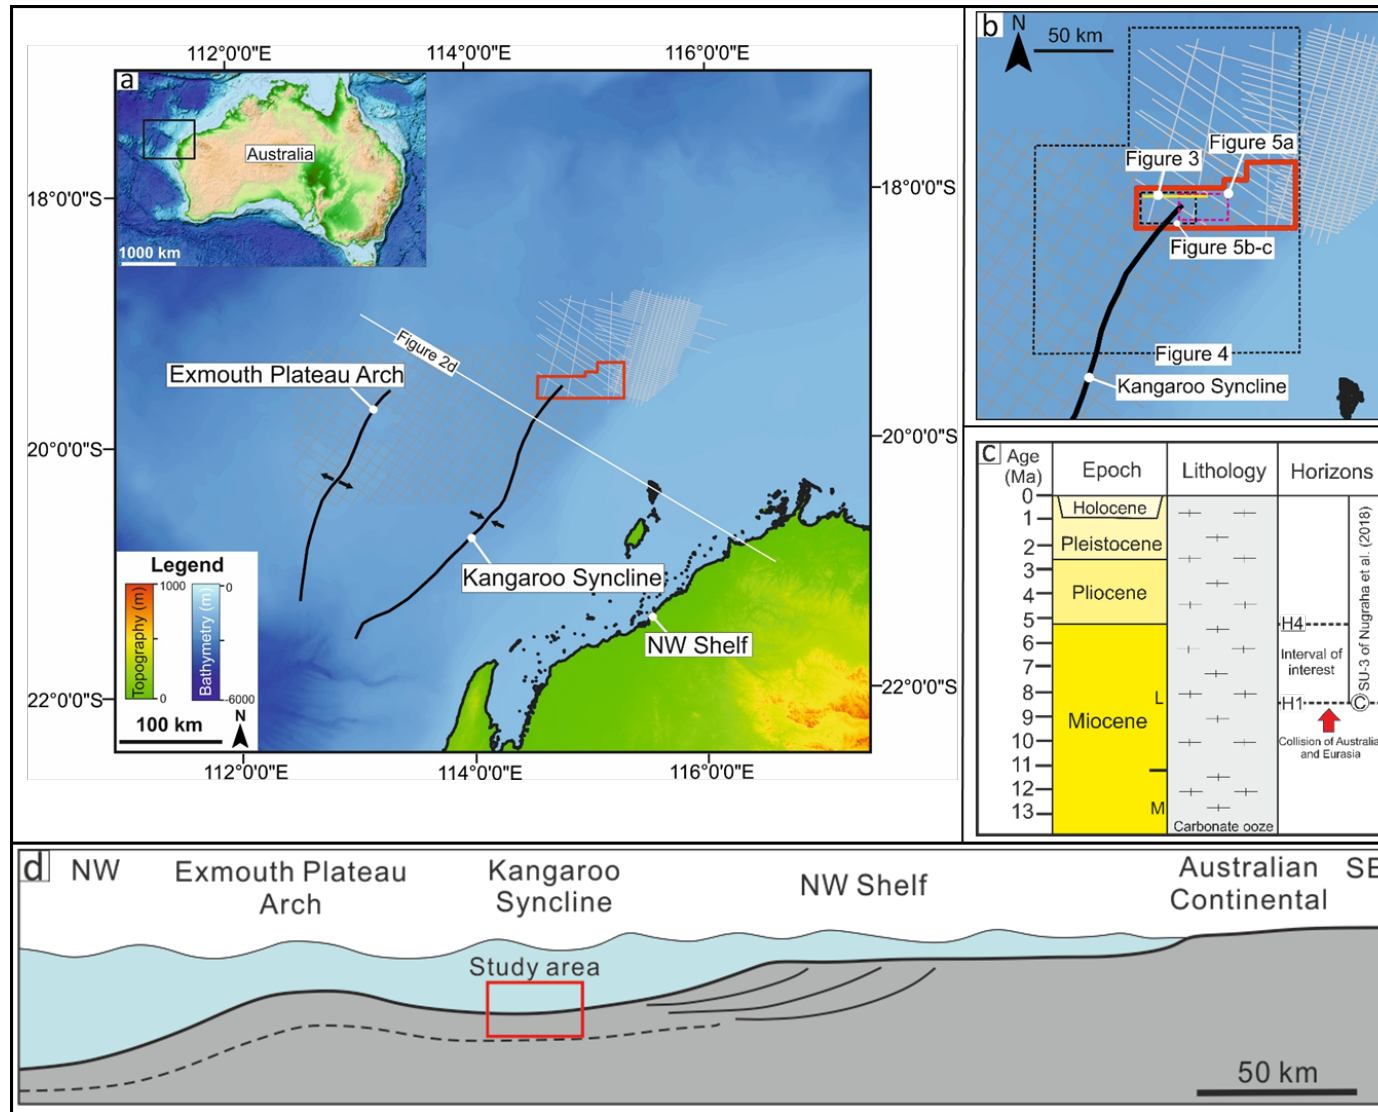 112°0'0"E
114°0'0"E
116°0'0"E
a
Australia
1000 km
18°0'0"S
18°0'0"S
Figure 2d
Exmouth Plateau Arch
20°0'0"S
20°0'0"S
Kangaroo Syncline
NW Shelf
Legend
Topography (m)
1000
0
Bathymetry (m)
0
-6000
100 km
N
22°0'0"S
22°0'0"S
112°0'0"E
114°0'0"E
116°0'0"E
b
N
50 km
Figure 5a
Figure 3
Figure 5b-c
Figure 4
Kangaroo Syncline
c
Age
(Ma)
Epoch
Lithology
Horizons
0
1
2
3
4
5
6
7
8
9
10
11
12
13
Holocene
Pleistocene
Pliocene
Miocene
L
M
Carbonate ooze
H4
Interval of
interest
H1
C
SU-3 of Nugraha et al. (2018)
Collision of Australia
and Eurasia
d
NW
Exmouth Plateau
Arch
Kangaroo
Syncline
NW Shelf
Australian
Continental
SE
Study area
50 km